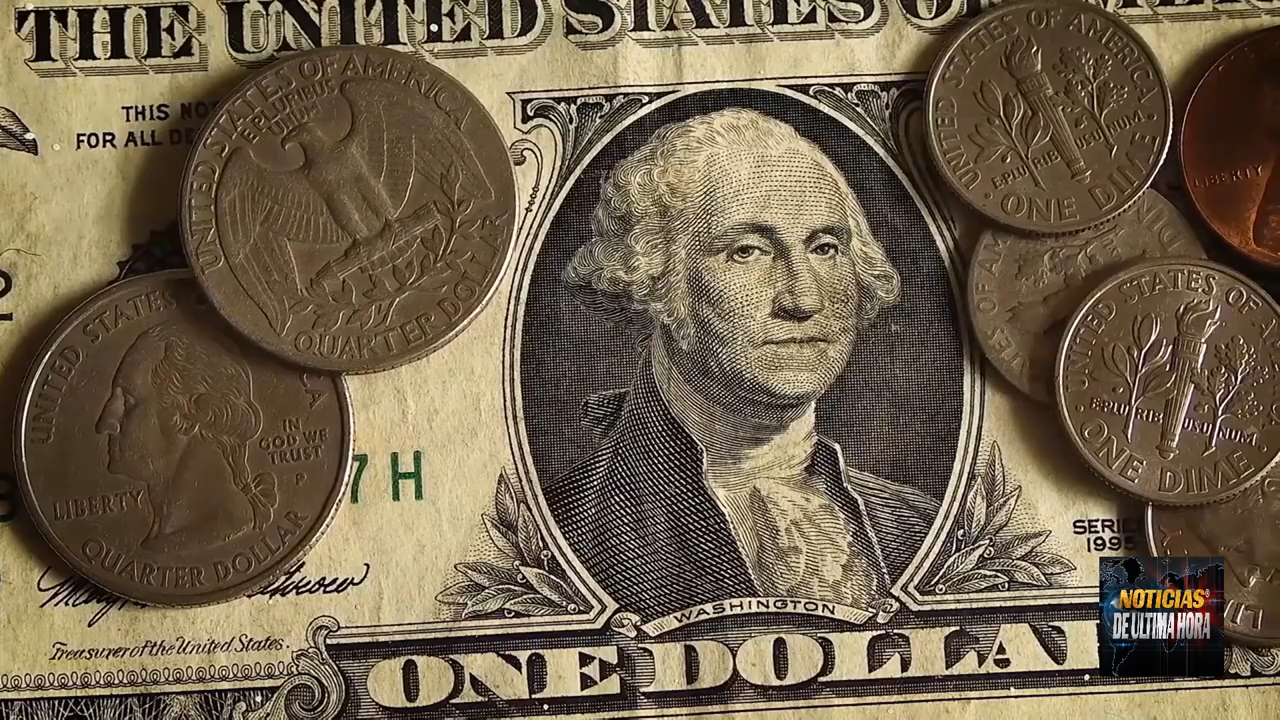 THE UNITED STATES OF AMERICA
THIS NO
FOR ALL DE
UNITED STATES OF AMERICA
E PLURIBUS
UNUM
QUARTER DOLLAR
UNITED STATES
IN
GOD WE
TRUST
P
LIBERTY
QUARTER DOLLAR
7 H
Treasurer of the United States.
WASHINGTON
ONE DOLLA
UNITED STATES OF AMERICA
E PLURIBUS UNUM
ONE DIME
LIBERTY
UNITED STATES OF A
E PLURIBUS UNUM
ONE DIME
SERIE
1995
NOTICIAS
DE ULTIMA HORA